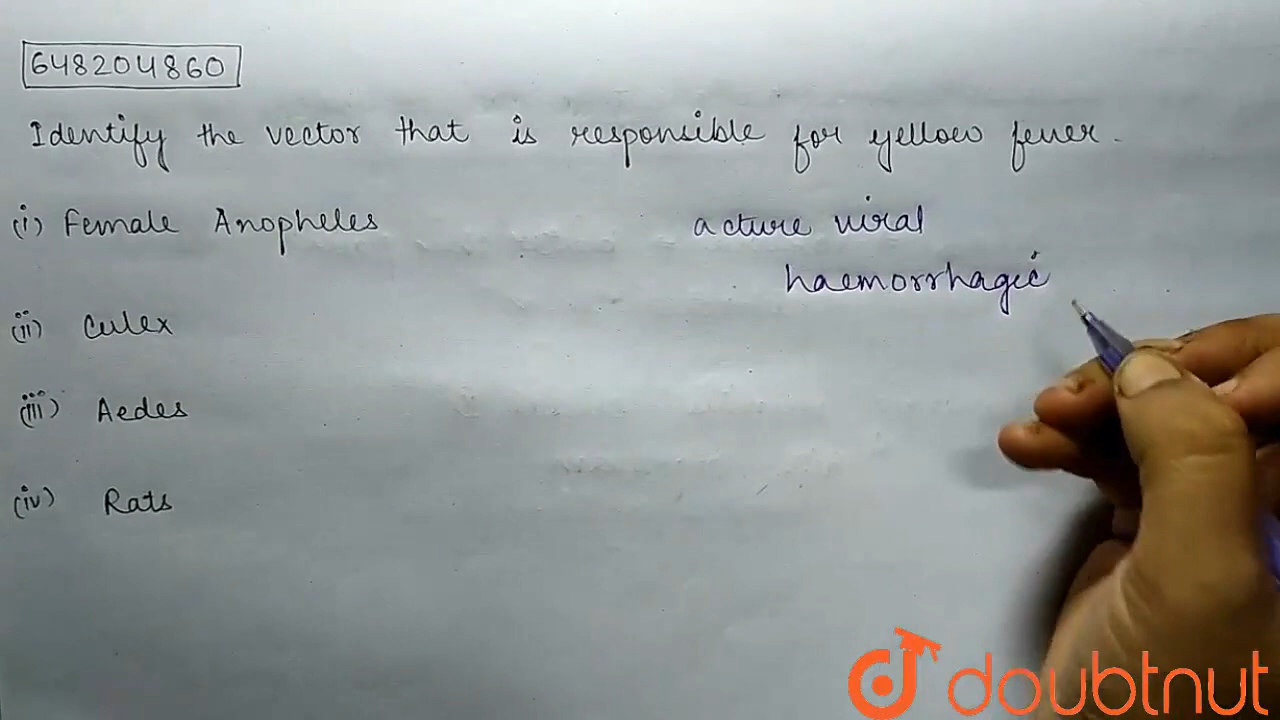 648204860
Identify the vector that is responsible for yellow fever.
(i) Female Anopheles
acture viral
haemorrhagic
(ii) Culex
(iii) Aedes
(iv) Rats
doubtnut